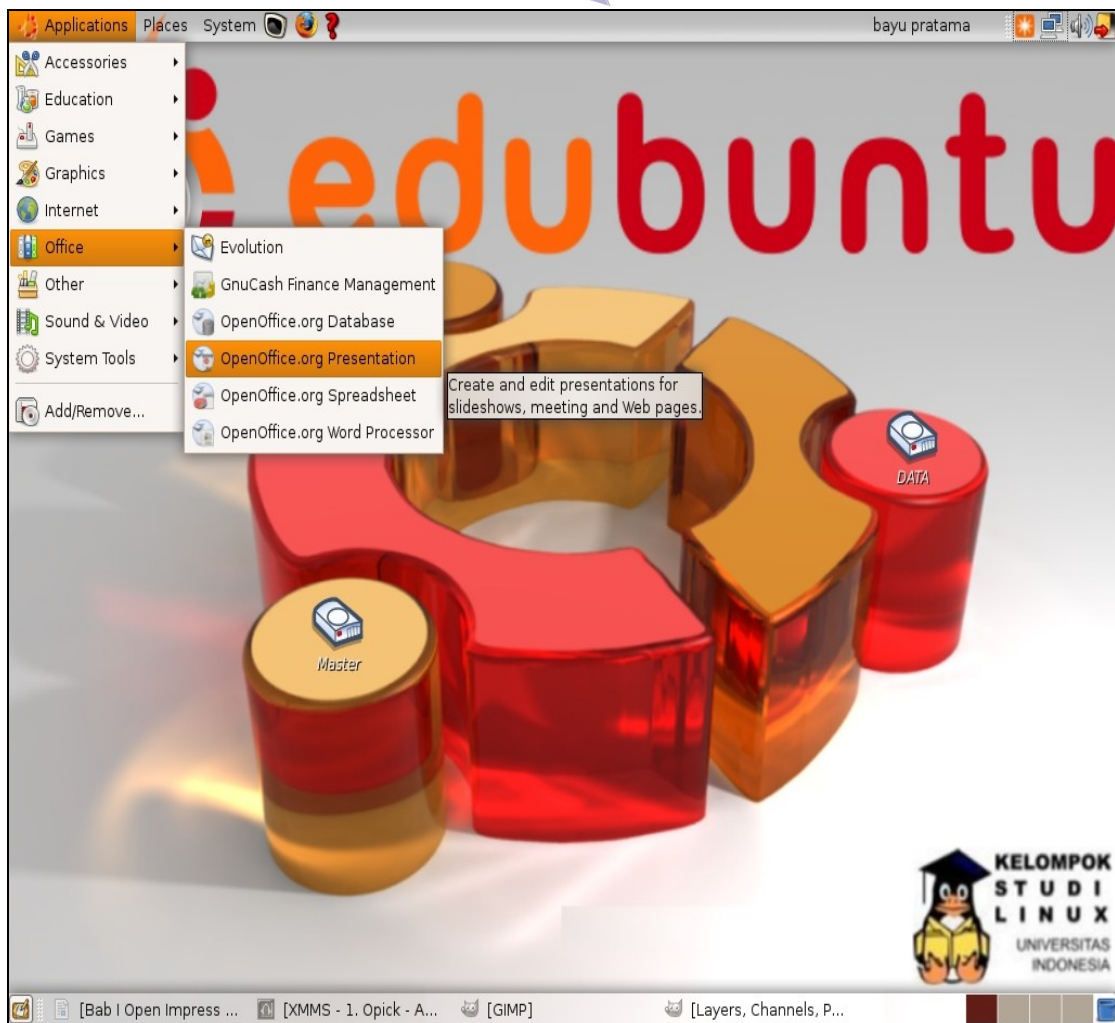 Applications Places System bayu pratama
Accessories
Education
Games
Graphics
Internet
Office
Other
Sound & Video
System Tools
Add/Remove...
Evolution
GnuCash Finance Management
OpenOffice.org Database
OpenOffice.org Presentation
OpenOffice.org Spreadsheet
OpenOffice.org Word Processor
Create and edit presentations for
slideshows, meeting and Web pages.
edubuntu
DATA
Master
KELOMPOK
STUDI
LINUX
UNIVERSITAS
INDONESIA
[Bab I Open Impress ... [XMMS - 1. Opick - A... [GIMP] [Layers, Channels, P...